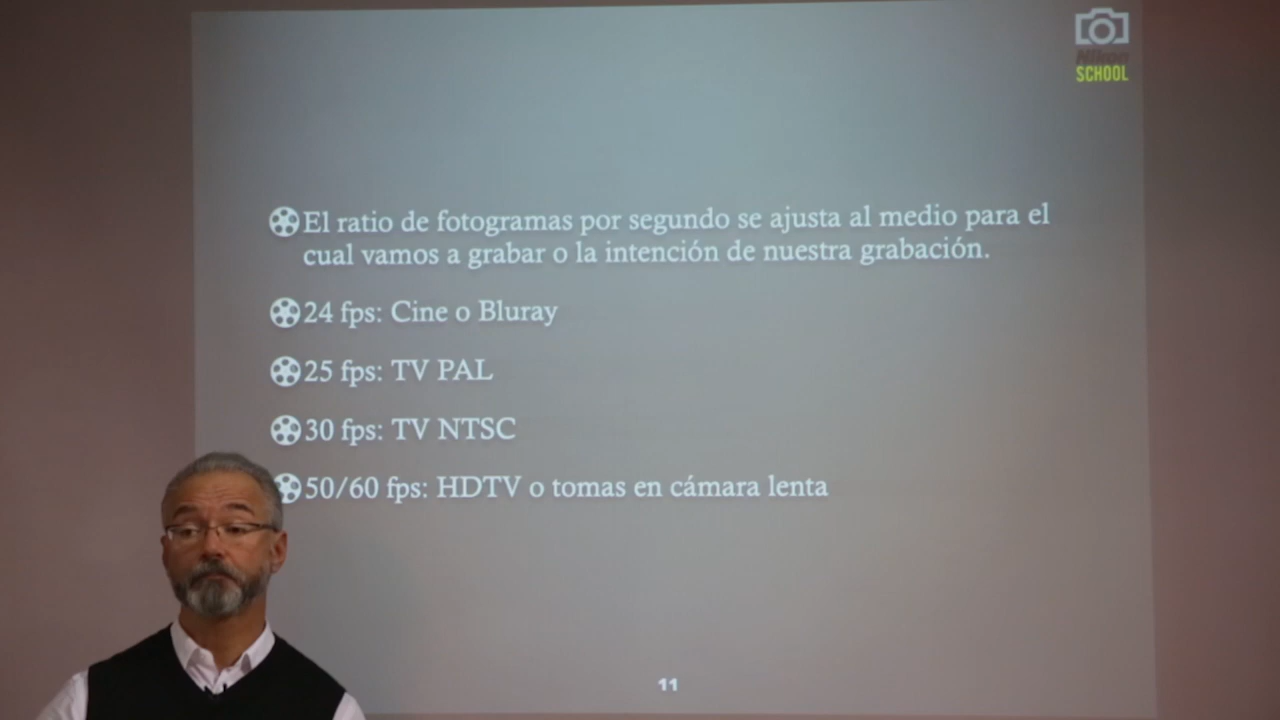 SCHOOL
El ratio de fotogramas por segundo se ajusta al medio para el
cual vamos a grabar o la intención de nuestra grabación.
24 fps: Cine o Bluray
25 fps: TV PAL
30 fps: TV NTSC
50/60 fps: HDTV o tomas en cámara lenta
11